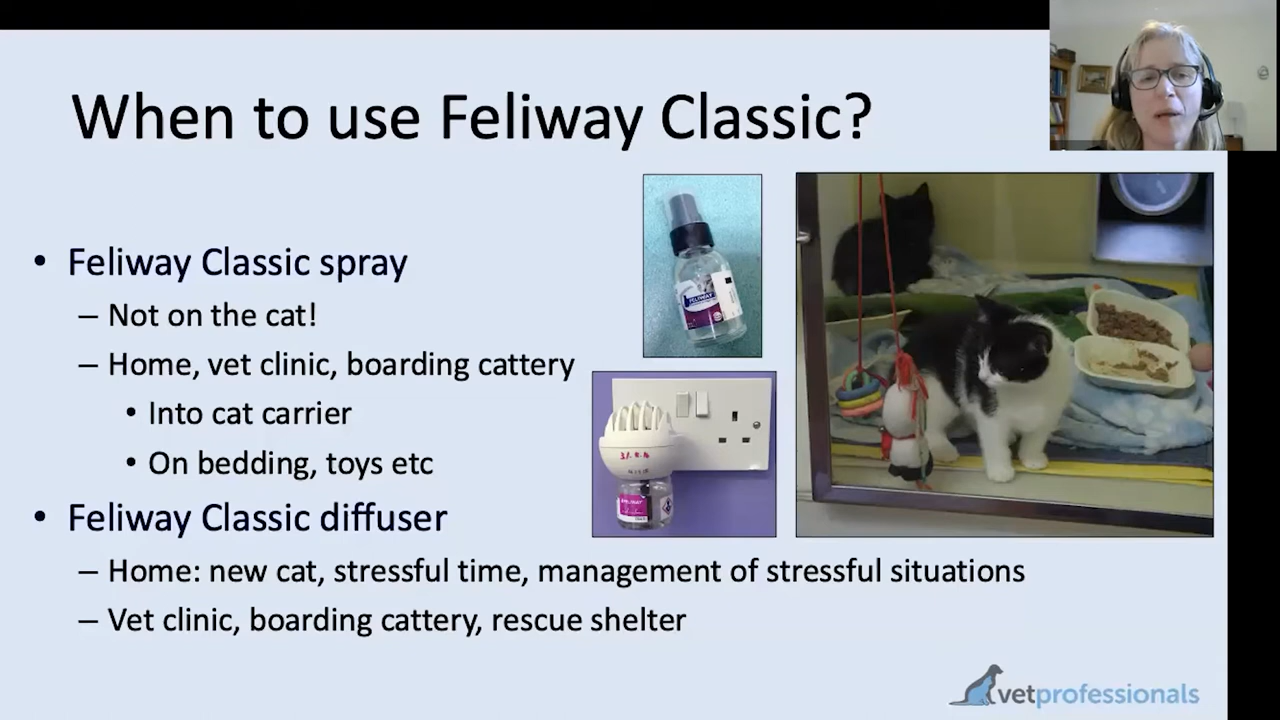 When to use Feliway Classic?
• Feliway Classic spray
– Not on the cat!
– Home, vet clinic, boarding cattery
• Into cat carrier
• On bedding, toys etc
• Feliway Classic diffuser
– Home: new cat, stressful time, management of stressful situations
– Vet clinic, boarding cattery, rescue shelter
FELIWAY
vetprofessionals